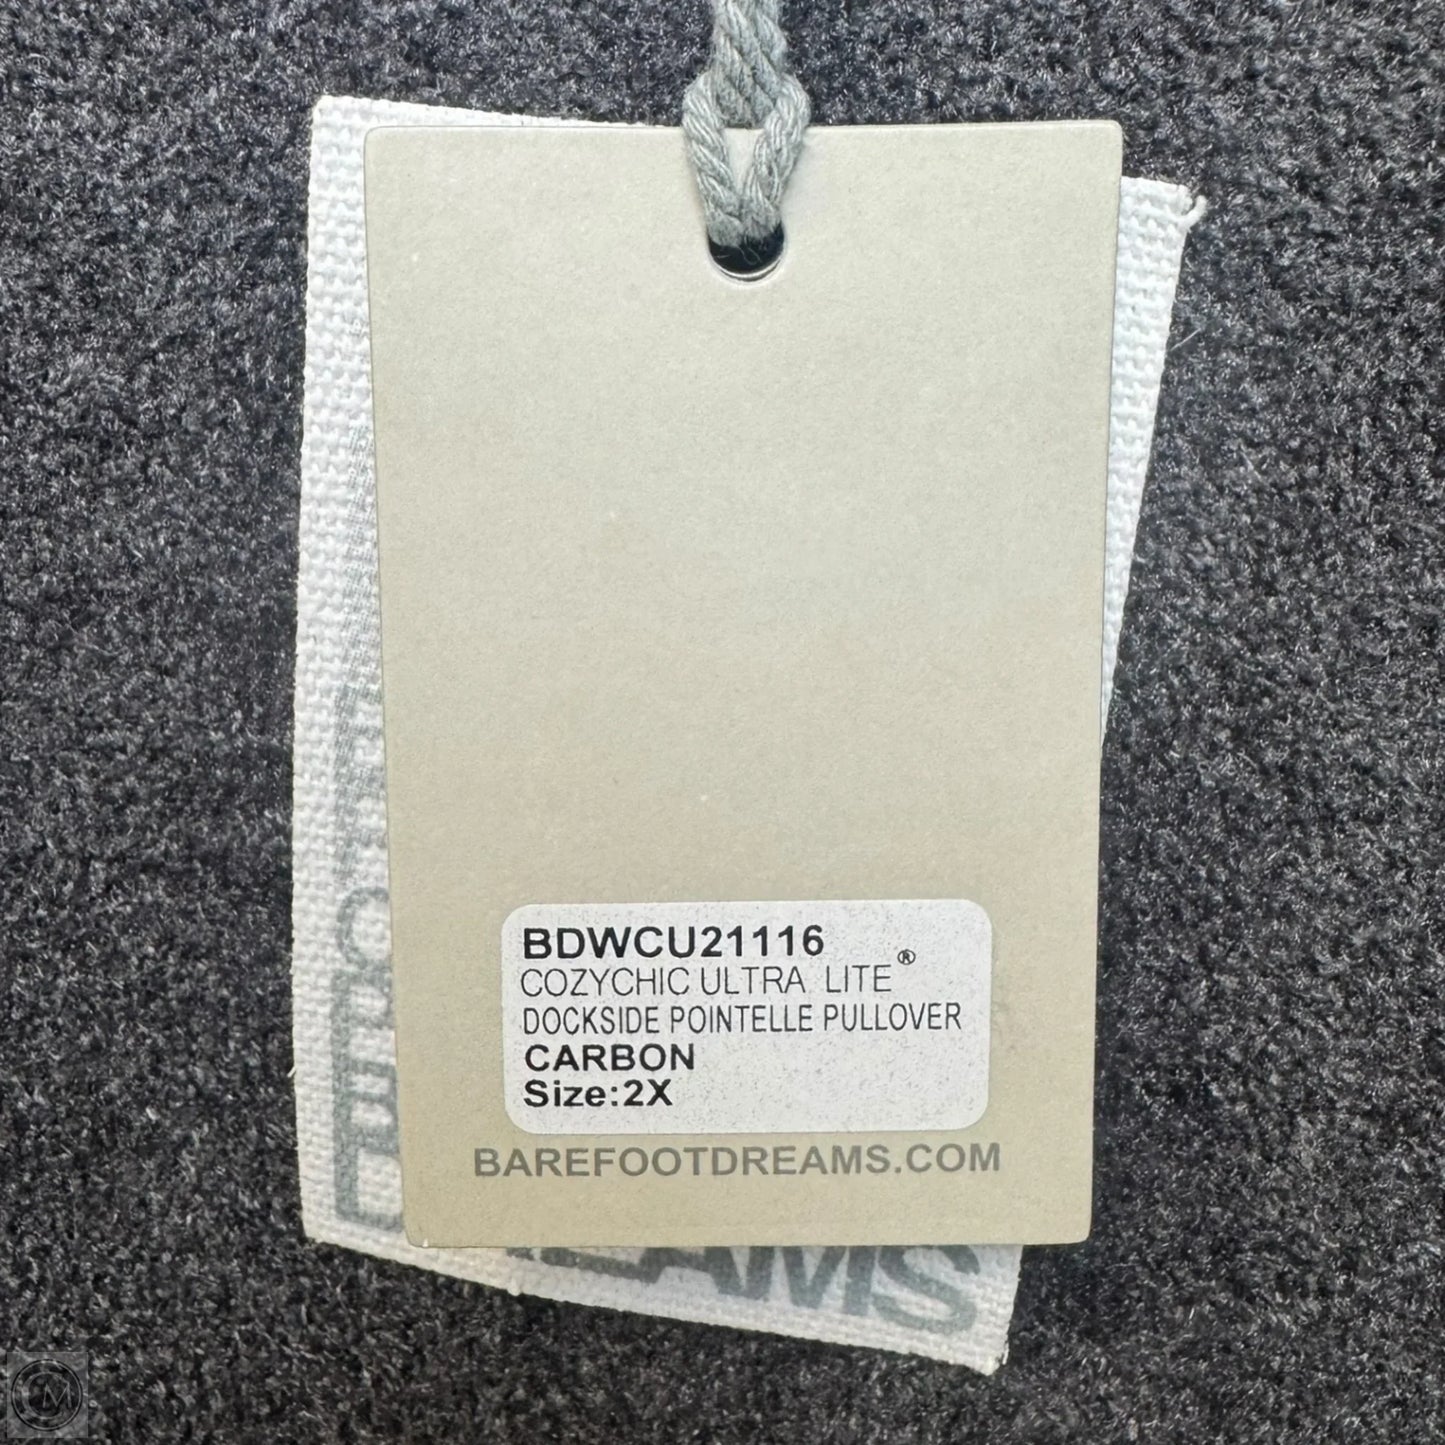 BDWCU21116
COZYCHIC ULTRA LITE®
DOCKSIDE POINTELLE PULLOVER
CARBON
Size:2X
BAREFOOTDREAMS.COM